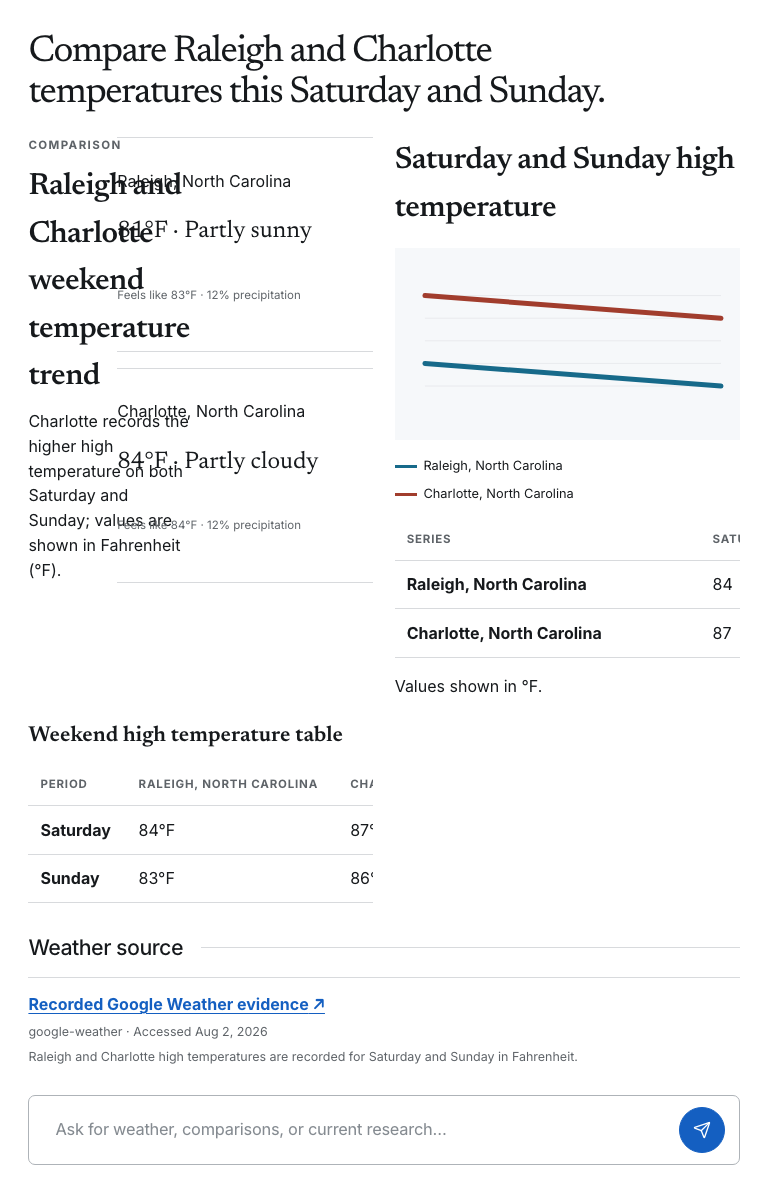 Compare Raleigh and Charlotte
temperatures this Saturday and Sunday.
COMPARISON
Raleigh and
Charlotte
weekend
temperature
trend
Charlotte records the
higher high
temperature on both
Saturday and
Sunday; values are
shown in Fahrenheit
(°F).
Raleigh, North Carolina
81°F · Partly sunny
Feels like 83°F · 12% precipitation
Charlotte, North Carolina
84°F · Partly cloudy
Feels like 84°F · 12% precipitation
Saturday and Sunday high
temperature
Raleigh, North Carolina
Charlotte, North Carolina
SERIES SATU
Raleigh, North Carolina 84
Charlotte, North Carolina 87
Values shown in °F.
Weekend high temperature table
PERIOD RALEIGH, NORTH CAROLINA CHA
Saturday 84°F 87°
Sunday 83°F 86°
Weather source
Recorded Google Weather evidence ↗
google-weather · Accessed Aug 2, 2026
Raleigh and Charlotte high temperatures are recorded for Saturday and Sunday in Fahrenheit.
Ask for weather, comparisons, or current research...